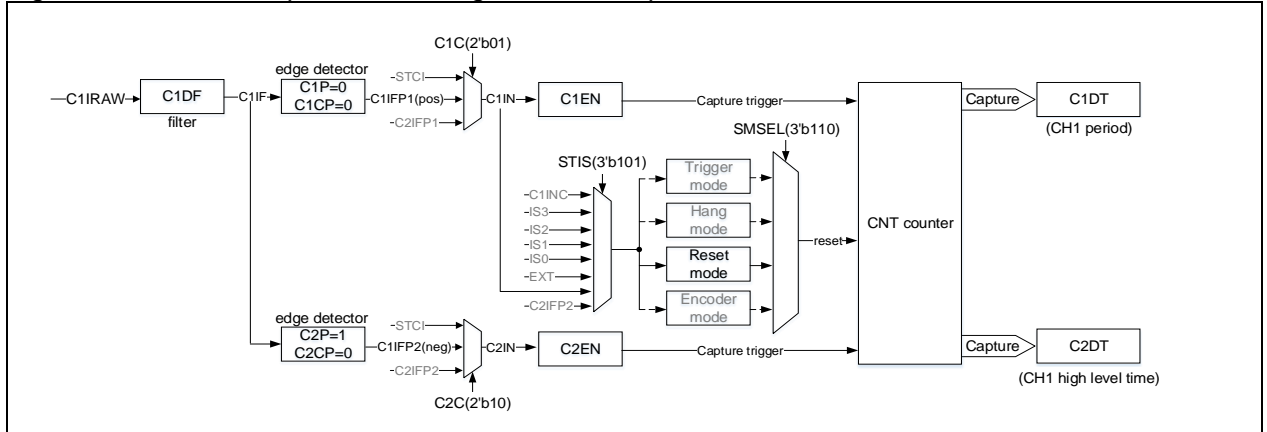 C1C(2'b01)
edge detector
C1P=0
C1CP=0
STCI
C1IRAW
C1DF
filter
C1IF
C1IFP1(pos)
C1IN
C1EN
Capture trigger
Capture
C1DT
C2IFP1
(CH1 period)
SMSEL(3'b110)
STIS(3'b101)
C1INC
IS3
IS2
IS1
IS0
EXT
C2IFP2
Trigger
mode
Hang
mode
Reset
mode
Encoder
mode
reset
CNT counter
edge detector
C2P=1
C2CP=0
STCI
C1IFP2(neg)
C2IFP2
C2IN
C2EN
Capture trigger
Capture
C2DT
(CH1 high level time)
C2C(2'b10)